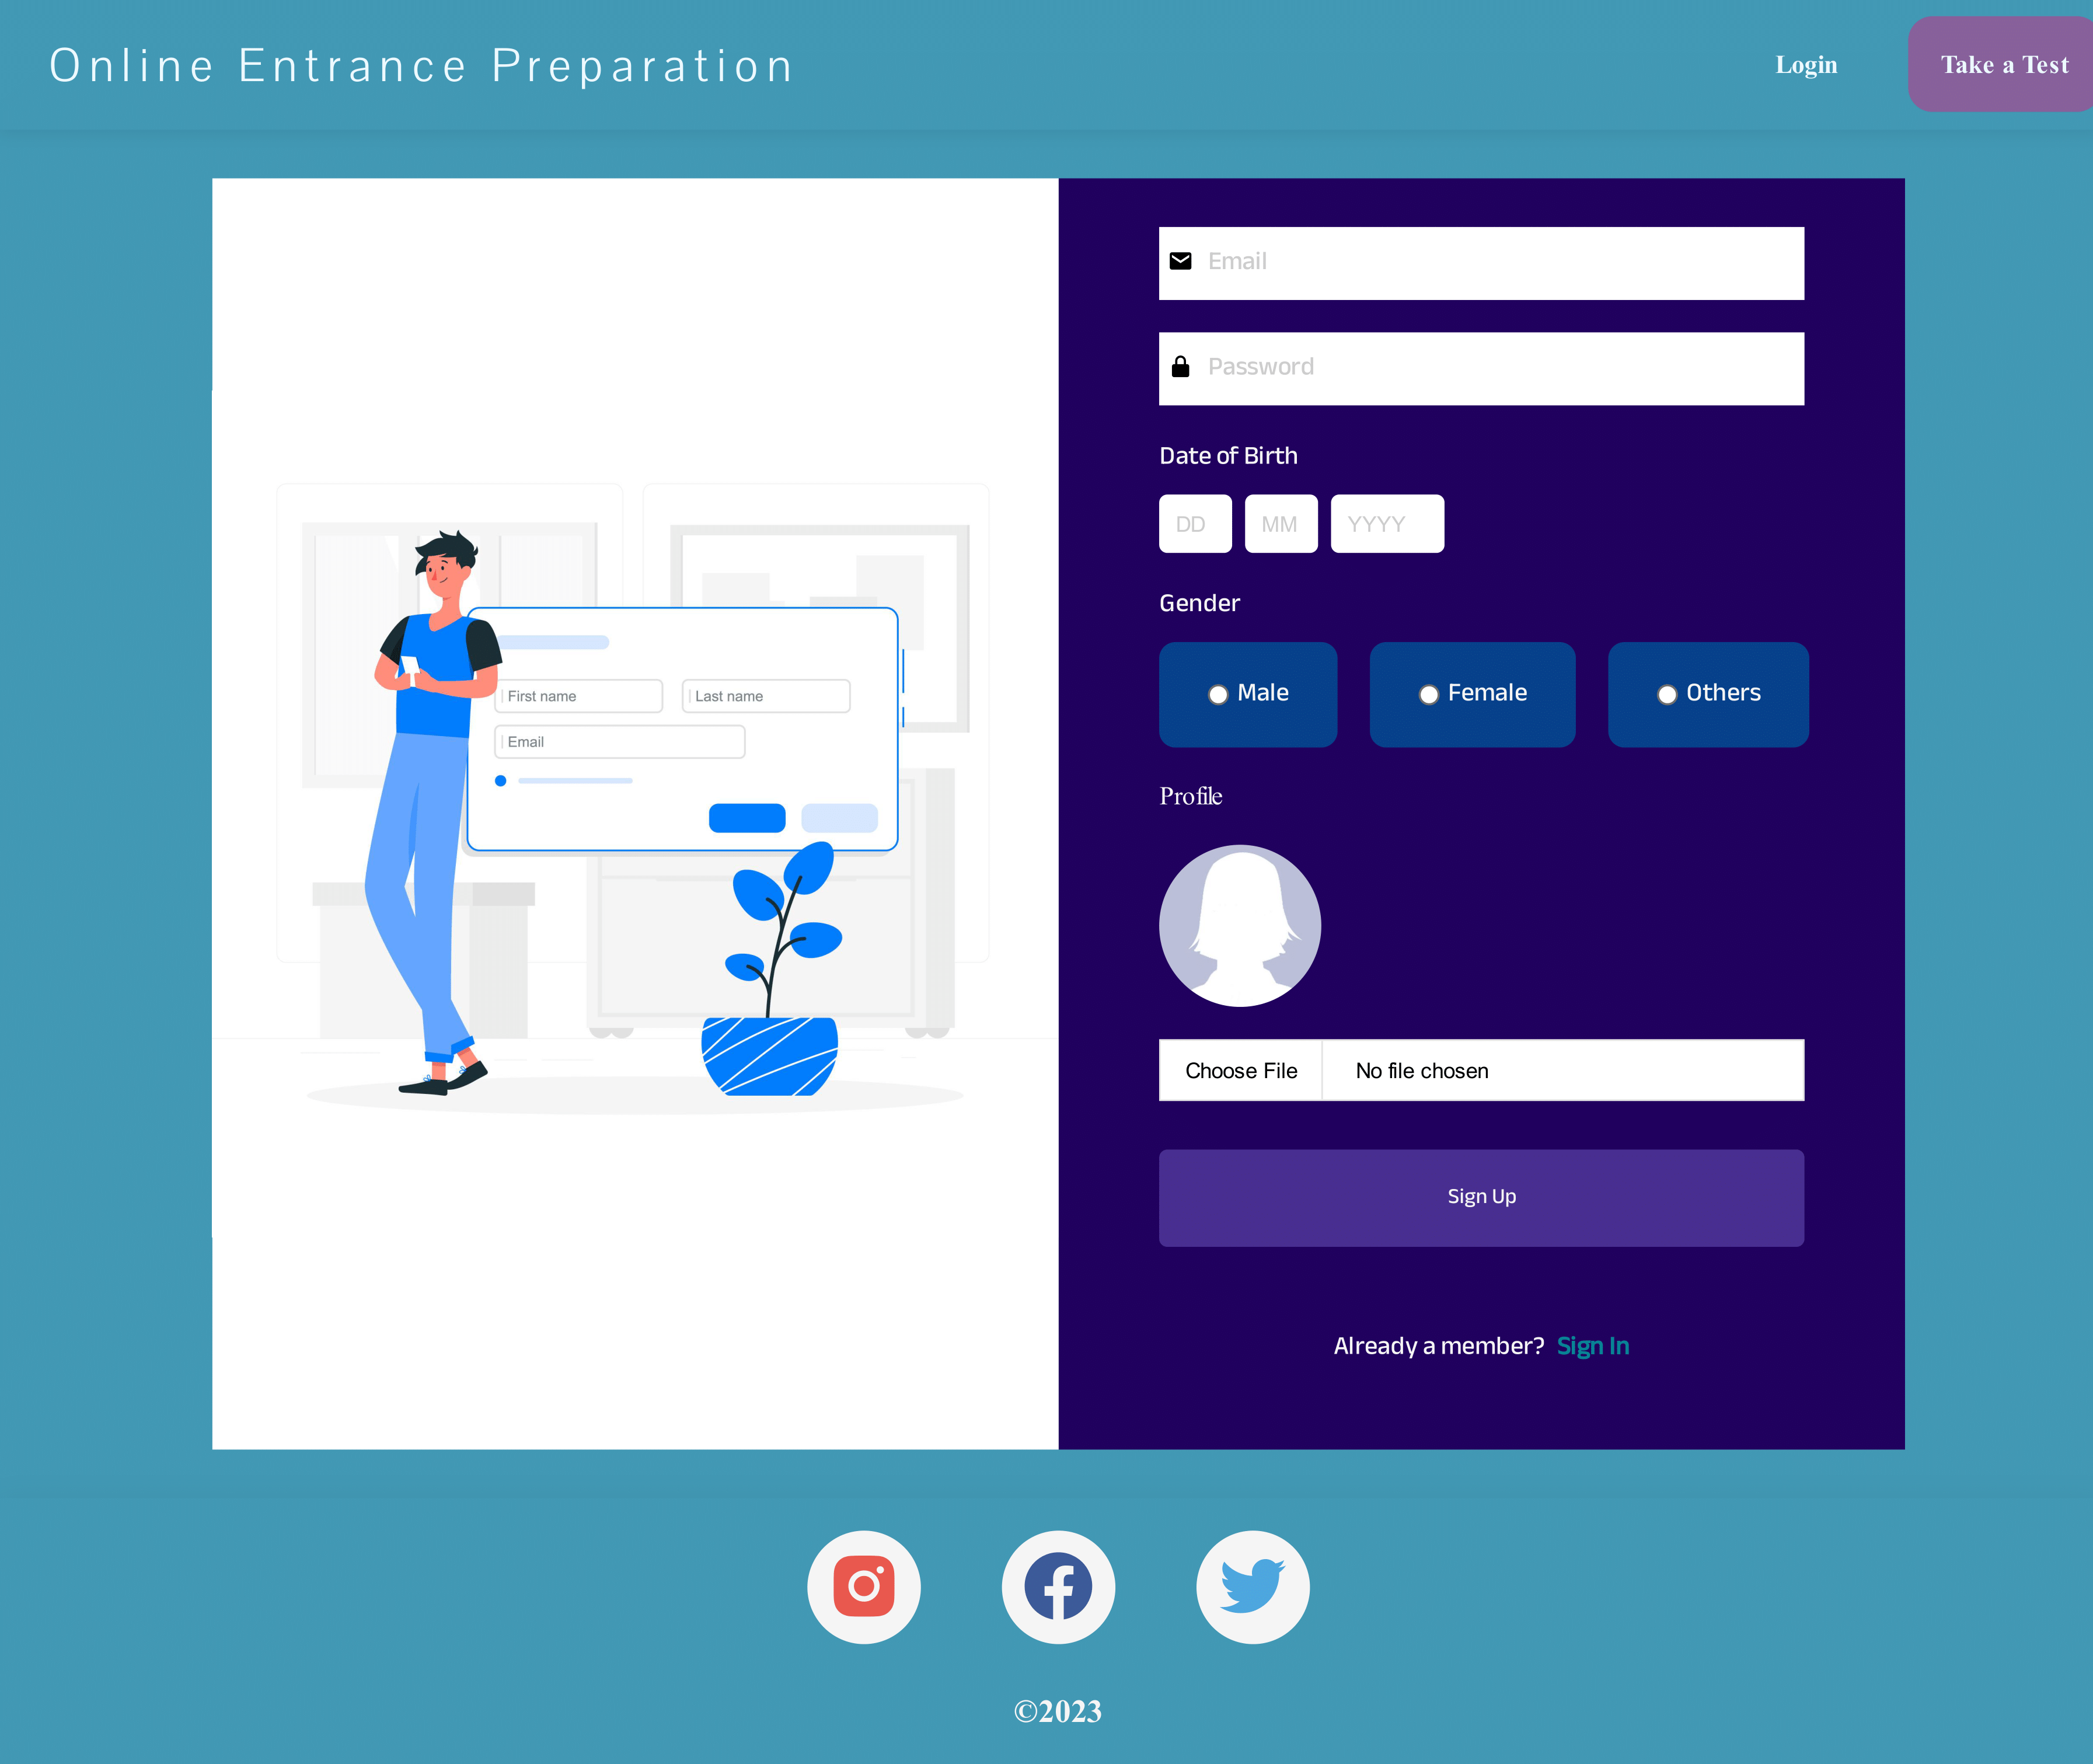 Online Entrance Preparation
Login
Take a Test
First name
Last name
Email
Email
Password
Date of Birth
DD MM YYYY
Gender
Male Female Others
Profile
Choose File No file chosen
Sign Up
Already a member? Sign In
©2023